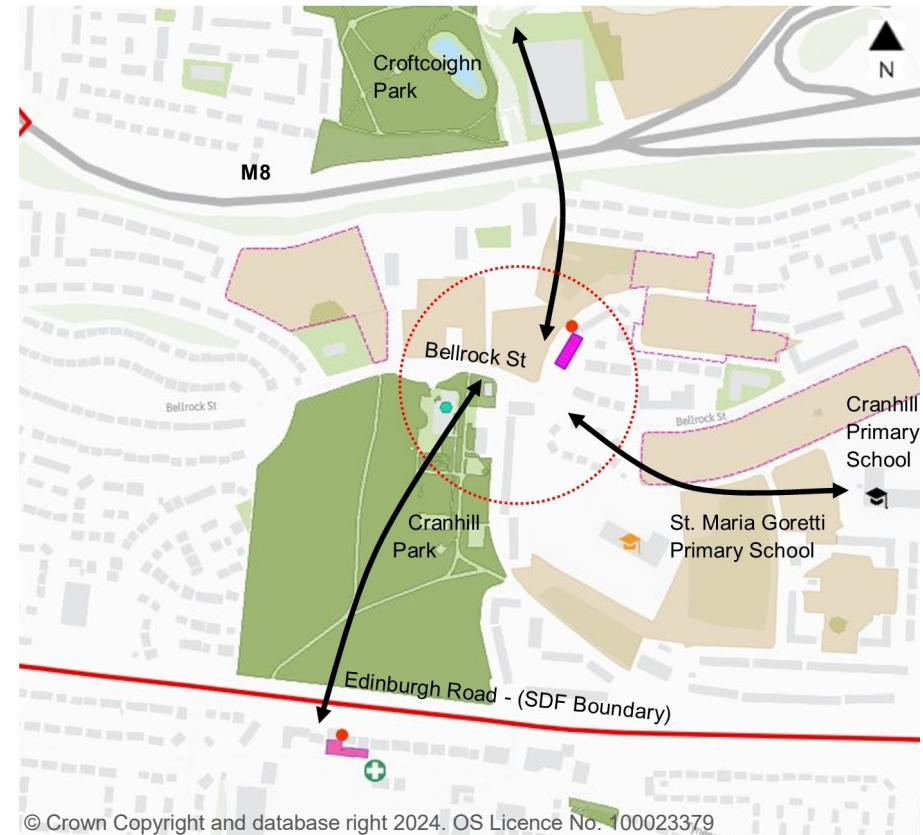 Croftcoighn
Park
N
M8
Bellrock St
Bellrock St
Bellrock St
Cranhill
Primary
School
Cranhill
Park
St. Maria Goretti
Primary School
Edinburgh Road - (SDF Boundary)
© Crown Copyright and database right 2024. OS Licence No. 100023379